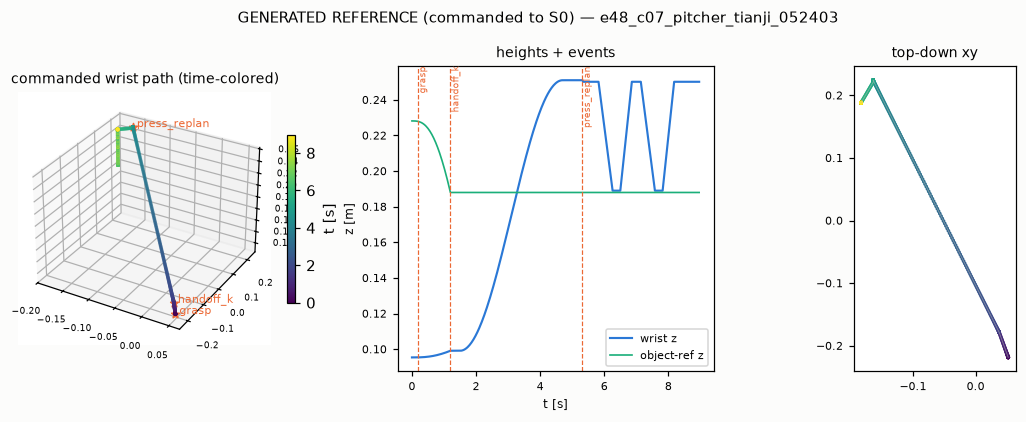 GENERATED REFERENCE (commanded to S0) — e48_c07_pitcher_tianji_052403
commanded wrist path (time-colored)
press_replan
handoff_k
grasp
−0.20
−0.15
−0.10
−0.05
0.00
0.05
−0.2
−0.1
0.0
0.1
0.2
8
6
4
2
0
t [s]
heights + events
grasp
handoff_k
press_replan
0.24
0.22
0.20
0.18
0.16
0.14
0.12
0.10
z [m]
0
2
4
6
8
t [s]
wrist z
object-ref z
top-down xy
0.2
0.1
0.0
−0.1
−0.2
−0.1
0.0